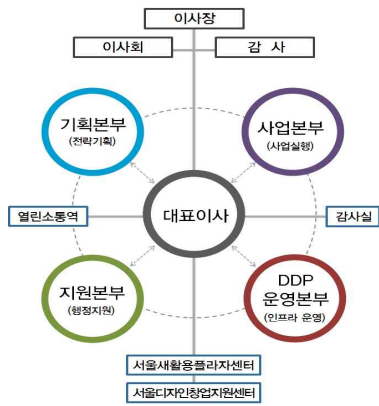 이사장
이사회
감 사
기획본부
(전략기획)
사업본부
(사업실행)
열린소통역
대표이사
감사실
지원본부
(행정지원)
DDP
운영본부
(인프라 운영)
서울새활용플라자센터
서울디자인창업지원센터